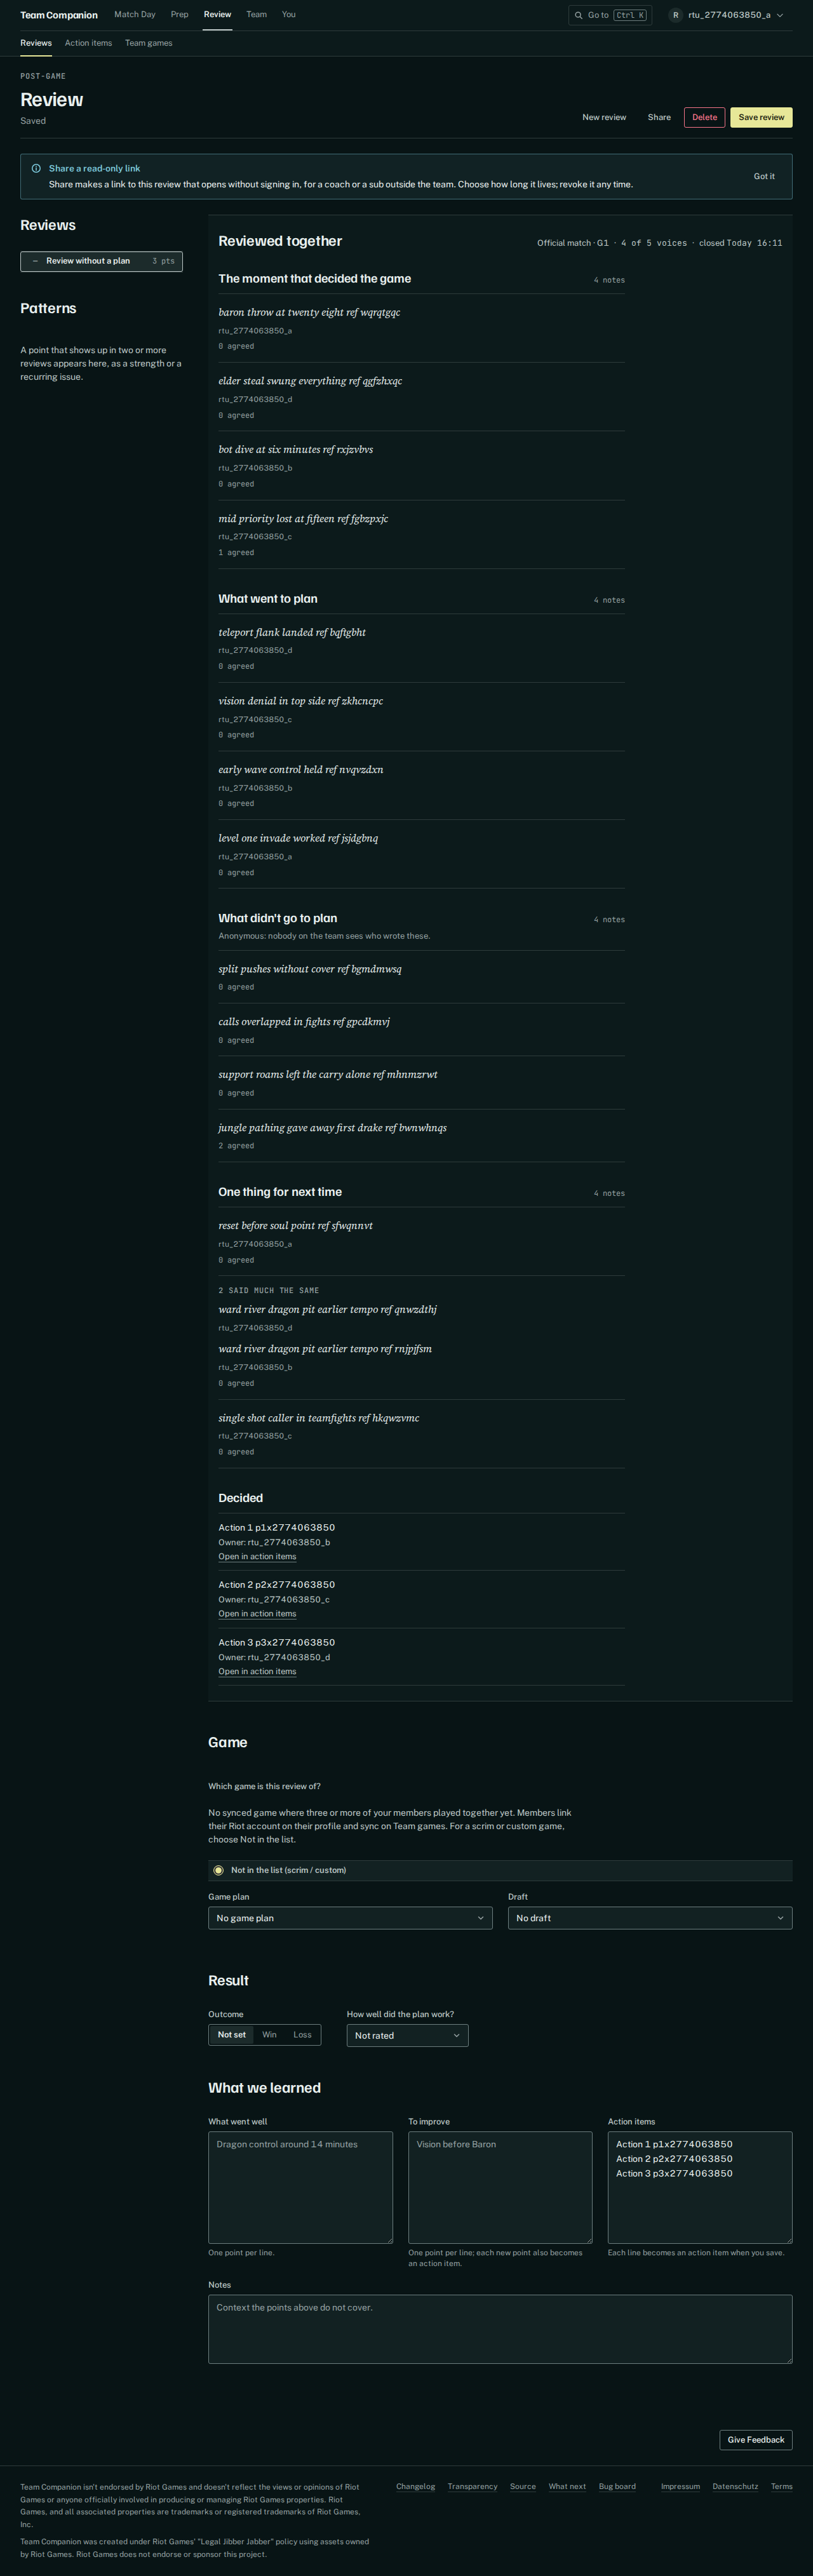 Team Companion Match Day Prep Review Team You Go to Ctrl K R rtu_2774063850_a
Reviews Action items Team games
POST-GAME
Review
Saved
New review Share Delete Save review
Share a read-only link
Share makes a link to this review that opens without signing in, for a coach or a sub outside the team. Choose how long it lives; revoke it any time.
Got it
Reviews
– Review without a plan 3 pts
Patterns
A point that shows up in two or more
reviews appears here, as a strength or a
recurring issue.
Reviewed together
Official match · G1 · 4 of 5 voices · closed Today 16:11
The moment that decided the game 4 notes
baron throw at twenty eight ref wqrqtgqc
rtu_2774063850_a
0 agreed
elder steal swung everything ref qgfzhxqc
rtu_2774063850_d
0 agreed
bot dive at six minutes ref rxjzvbvs
rtu_2774063850_b
0 agreed
mid priority lost at fifteen ref fgbzpxjc
rtu_2774063850_c
1 agreed
What went to plan 4 notes
teleport flank landed ref bqftgbht
rtu_2774063850_d
0 agreed
vision denial in top side ref zkhcncpc
rtu_2774063850_c
0 agreed
early wave control held ref nvqvzdxn
rtu_2774063850_b
0 agreed
level one invade worked ref jsjdgbnq
rtu_2774063850_a
0 agreed
What didn't go to plan 4 notes
Anonymous: nobody on the team sees who wrote these.
split pushes without cover ref bgmdmwsq
0 agreed
calls overlapped in fights ref gpcdkmvj
0 agreed
support roams left the carry alone ref mhnmzrwt
0 agreed
jungle pathing gave away first drake ref bwnwhnqs
2 agreed
One thing for next time 4 notes
reset before soul point ref sfwqnnvt
rtu_2774063850_a
0 agreed
2 SAID MUCH THE SAME
ward river dragon pit earlier tempo ref qnwzdthj
rtu_2774063850_d
ward river dragon pit earlier tempo ref rnjpjfsm
rtu_2774063850_b
0 agreed
single shot caller in teamfights ref hkqwzvmc
rtu_2774063850_c
0 agreed
Decided
Action 1 p1x2774063850
Owner: rtu_2774063850_b
Open in action items
Action 2 p2x2774063850
Owner: rtu_2774063850_c
Open in action items
Action 3 p3x2774063850
Owner: rtu_2774063850_d
Open in action items
Game
Which game is this review of?
No synced game where three or more of your members played together yet. Members link
their Riot account on their profile and sync on Team games. For a scrim or custom game,
choose Not in the list.
Not in the list (scrim / custom)
Game plan Draft
No game plan No draft
Result
Outcome How well did the plan work?
Not set Win Loss Not rated
What we learned
What went well To improve Action items
Dragon control around 14 minutes Vision before Baron Action 1 p1x2774063850
Action 2 p2x2774063850
Action 3 p3x2774063850
One point per line. One point per line; each new point also becomes Each line becomes an action item when you save.
an action item.
Notes
Context the points above do not cover.
Give Feedback
Team Companion isn't endorsed by Riot Games and doesn't reflect the views or opinions of Riot
Games or anyone officially involved in producing or managing Riot Games properties. Riot
Games, and all associated properties are trademarks or registered trademarks of Riot Games,
Inc.
Team Companion was created under Riot Games' "Legal Jibber Jabber" policy using assets owned
by Riot Games. Riot Games does not endorse or sponsor this project.
Changelog Transparency Source What next Bug board Impressum Datenschutz Terms